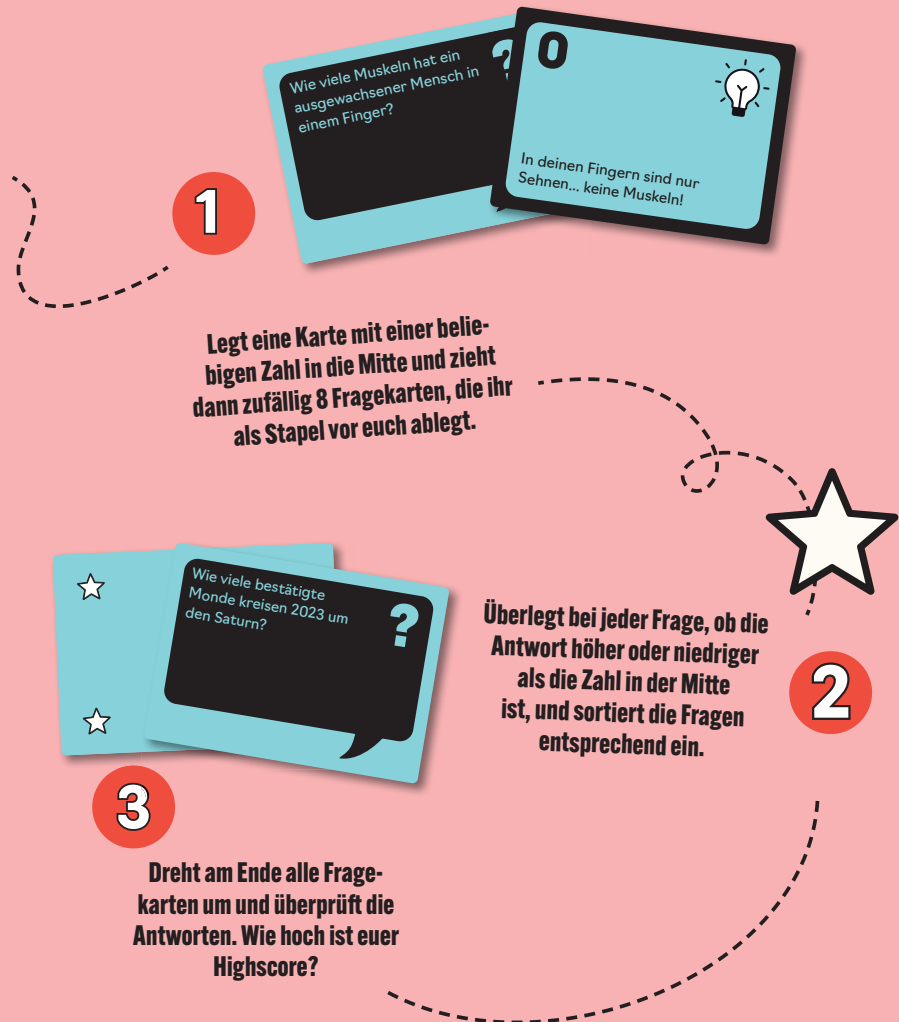 Wie viele Muskeln hat ein
ausgewachsener Mensch in
einem Finger?
?
0
In deinen Fingern sind nur
Sehnen... keine Muskeln!
1
Legt eine Karte mit einer belie-
bigen Zahl in die Mitte und zieht
dann zufällig 8 Fragekarten, die ihr
als Stapel vor euch ablegt.
Überlegt bei jeder Frage, ob die
Antwort höher oder niedriger
als die Zahl in der Mitte
ist, und sortiert die Fragen
entsprechend ein.
2
Wie viele bestätigte
Monde kreisen 2023 um
den Saturn?
?
3
Dreht am Ende alle Frage-
karten um und überprüft die
Antworten. Wie hoch ist euer
Highscore?